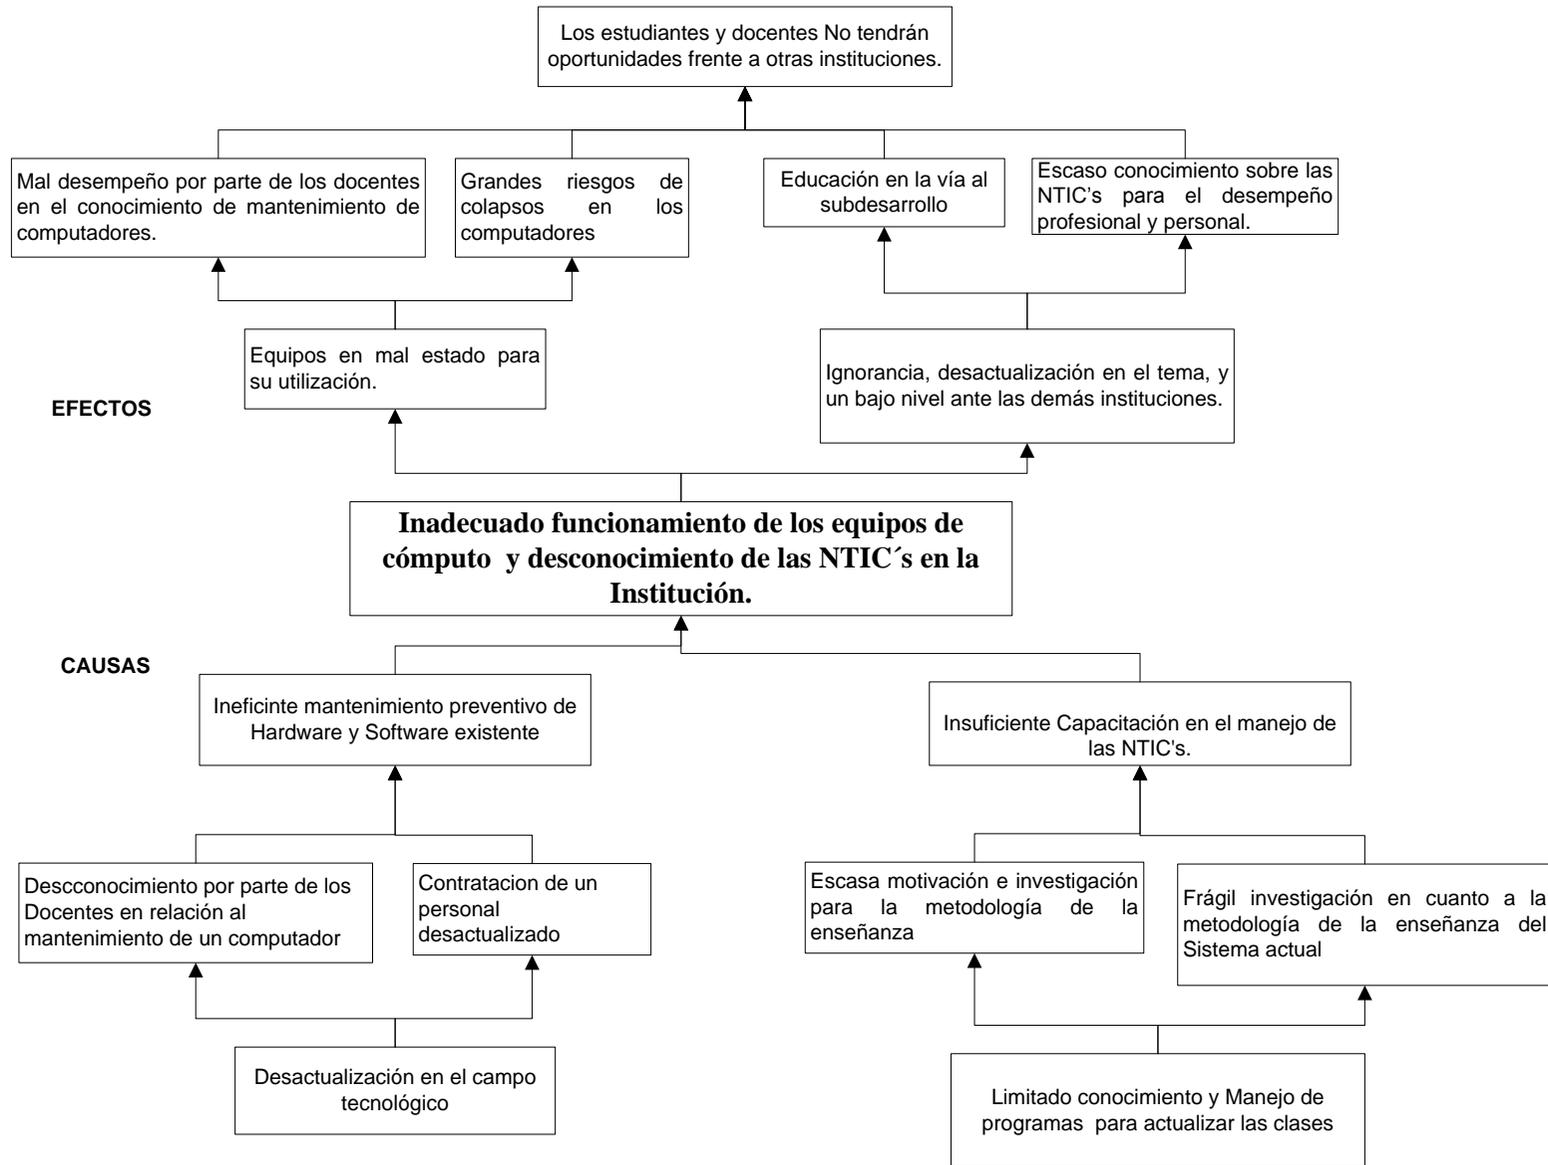 Los estudiantes y docentes No tendrán
oportunidades frente a otras instituciones.
Mal desempeño por parte de los docentes
en el conocimiento de mantenimiento de
computadores.
Grandes riesgos de
colapsos en los
computadores
Educación en la vía al
subdesarrollo
Escaso conocimiento sobre las
NTIC's para el desempeño
profesional y personal.
Equipos en mal estado para
su utilización.
Ignorancia, desactualización en el tema, y
un bajo nivel ante las demás instituciones.
EFECTOS
Inadecuado funcionamiento de los equipos de
cómputo y desconocimiento de las NTIC´s en la
Institución.
CAUSAS
Ineficinte mantenimiento preventivo de
Hardware y Software existente
Insuficiente Capacitación en el manejo de
las NTIC's.
Descconocimiento por parte de los
Docentes en relación al
mantenimiento de un computador
Contratacion de un
personal
desactualizado
Escasa motivación e investigación
para la metodología de la
enseñanza
Frágil investigación en cuanto a la
metodología de la enseñanza del
Sistema actual
Desactualización en el campo
tecnológico
Limitado conocimiento y Manejo de
programas para actualizar las clases